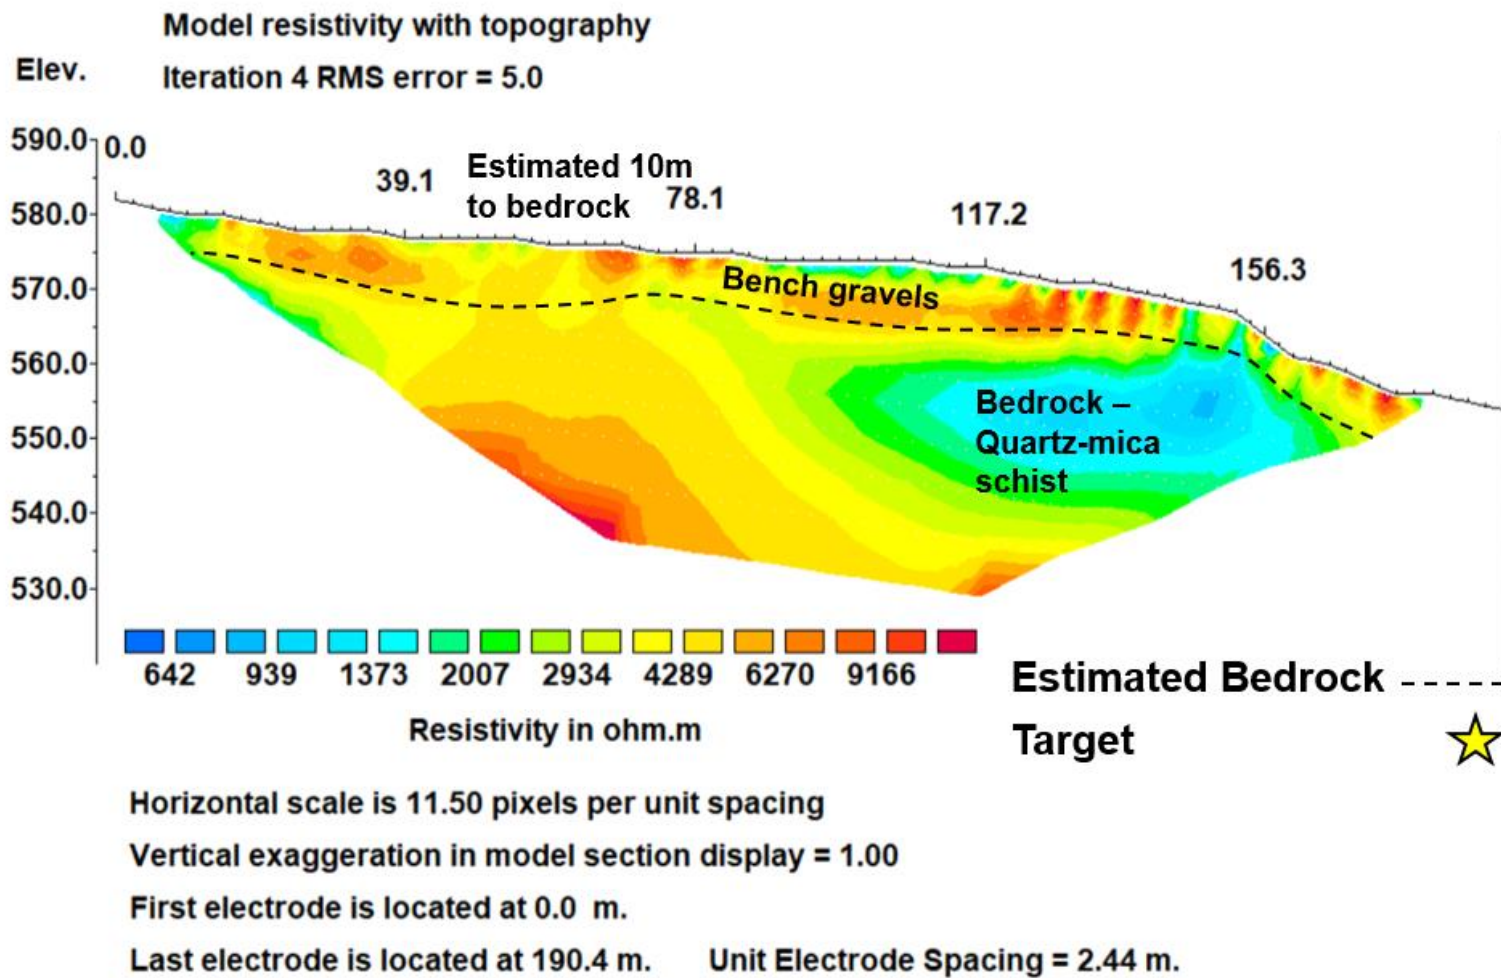 Model resistivity with topography
Elev.
Iteration 4 RMS error = 5.0
590.0
0.0
39.1
Estimated 10m
to bedrock
78.1
117.2
156.3
580.0
570.0
Bench gravels
560.0
550.0
Bedrock –
Quartz-mica
schist
540.0
530.0
642 939 1373 2007 2934 4289 6270 9166
Resistivity in ohm.m
Estimated Bedrock
Target
Horizontal scale is 11.50 pixels per unit spacing
Vertical exaggeration in model section display = 1.00
First electrode is located at 0.0 m.
Last electrode is located at 190.4 m. Unit Electrode Spacing = 2.44 m.